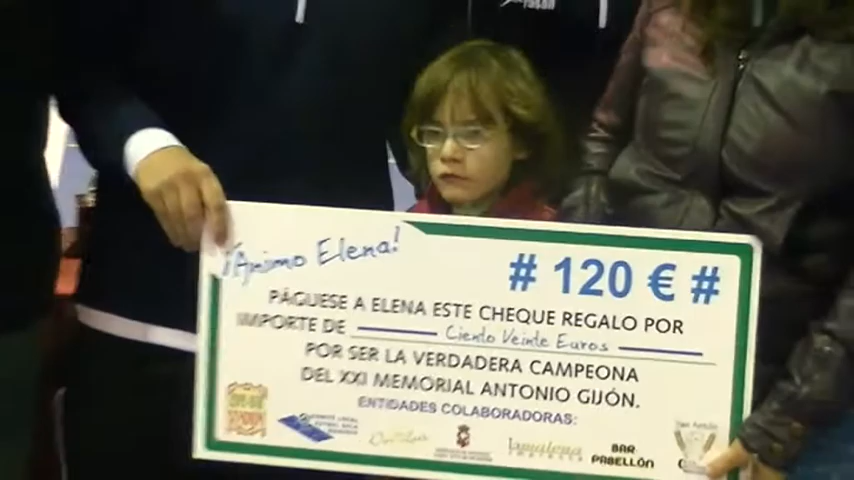 ¡Animo Elena!
# 120 € #
PÁGUESE A ELENA ESTE CHEQUE REGALO POR
IMPORTE DE Ciento Veinte Euros
POR SER LA VERDADERA CAMPEONA
DEL XXI MEMORIAL ANTONIO GIJÓN.
ENTIDADES COLABORADORAS:
BAR
PABELLÓN